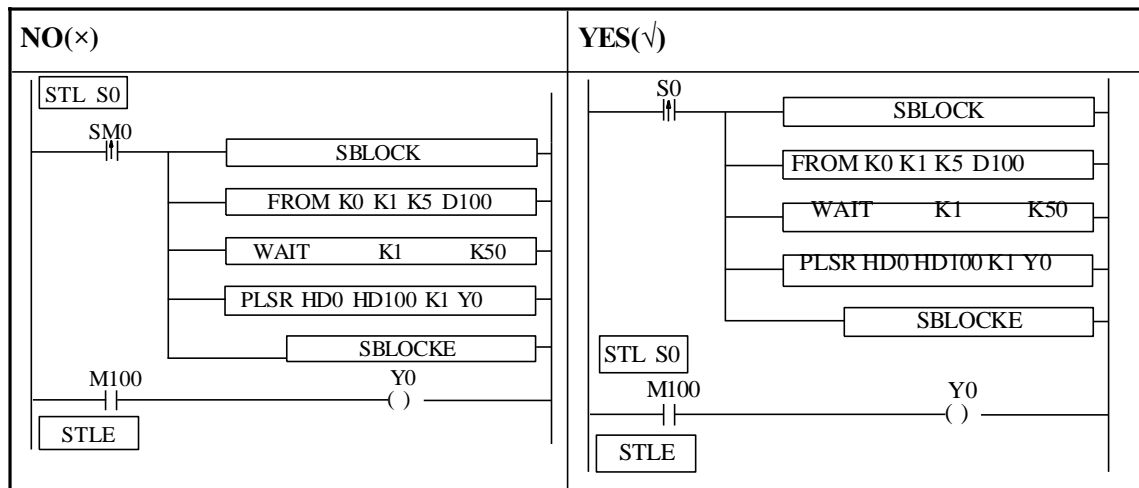 NO(×)
STL S0
SM0
SBLOCK
FROM K0 K1 K5 D100
WAIT K1 K50
PLSR HD0 HD100 K1 Y0
SBLOCKE
M100 Y0
( )
STLE
YES(√)
S0
SBLOCK
FROM K0 K1 K5 D100
WAIT K1 K50
PLSR HD0 HD100 K1 Y0
SBLOCKE
STL S0
M100 Y0
( )
STLE